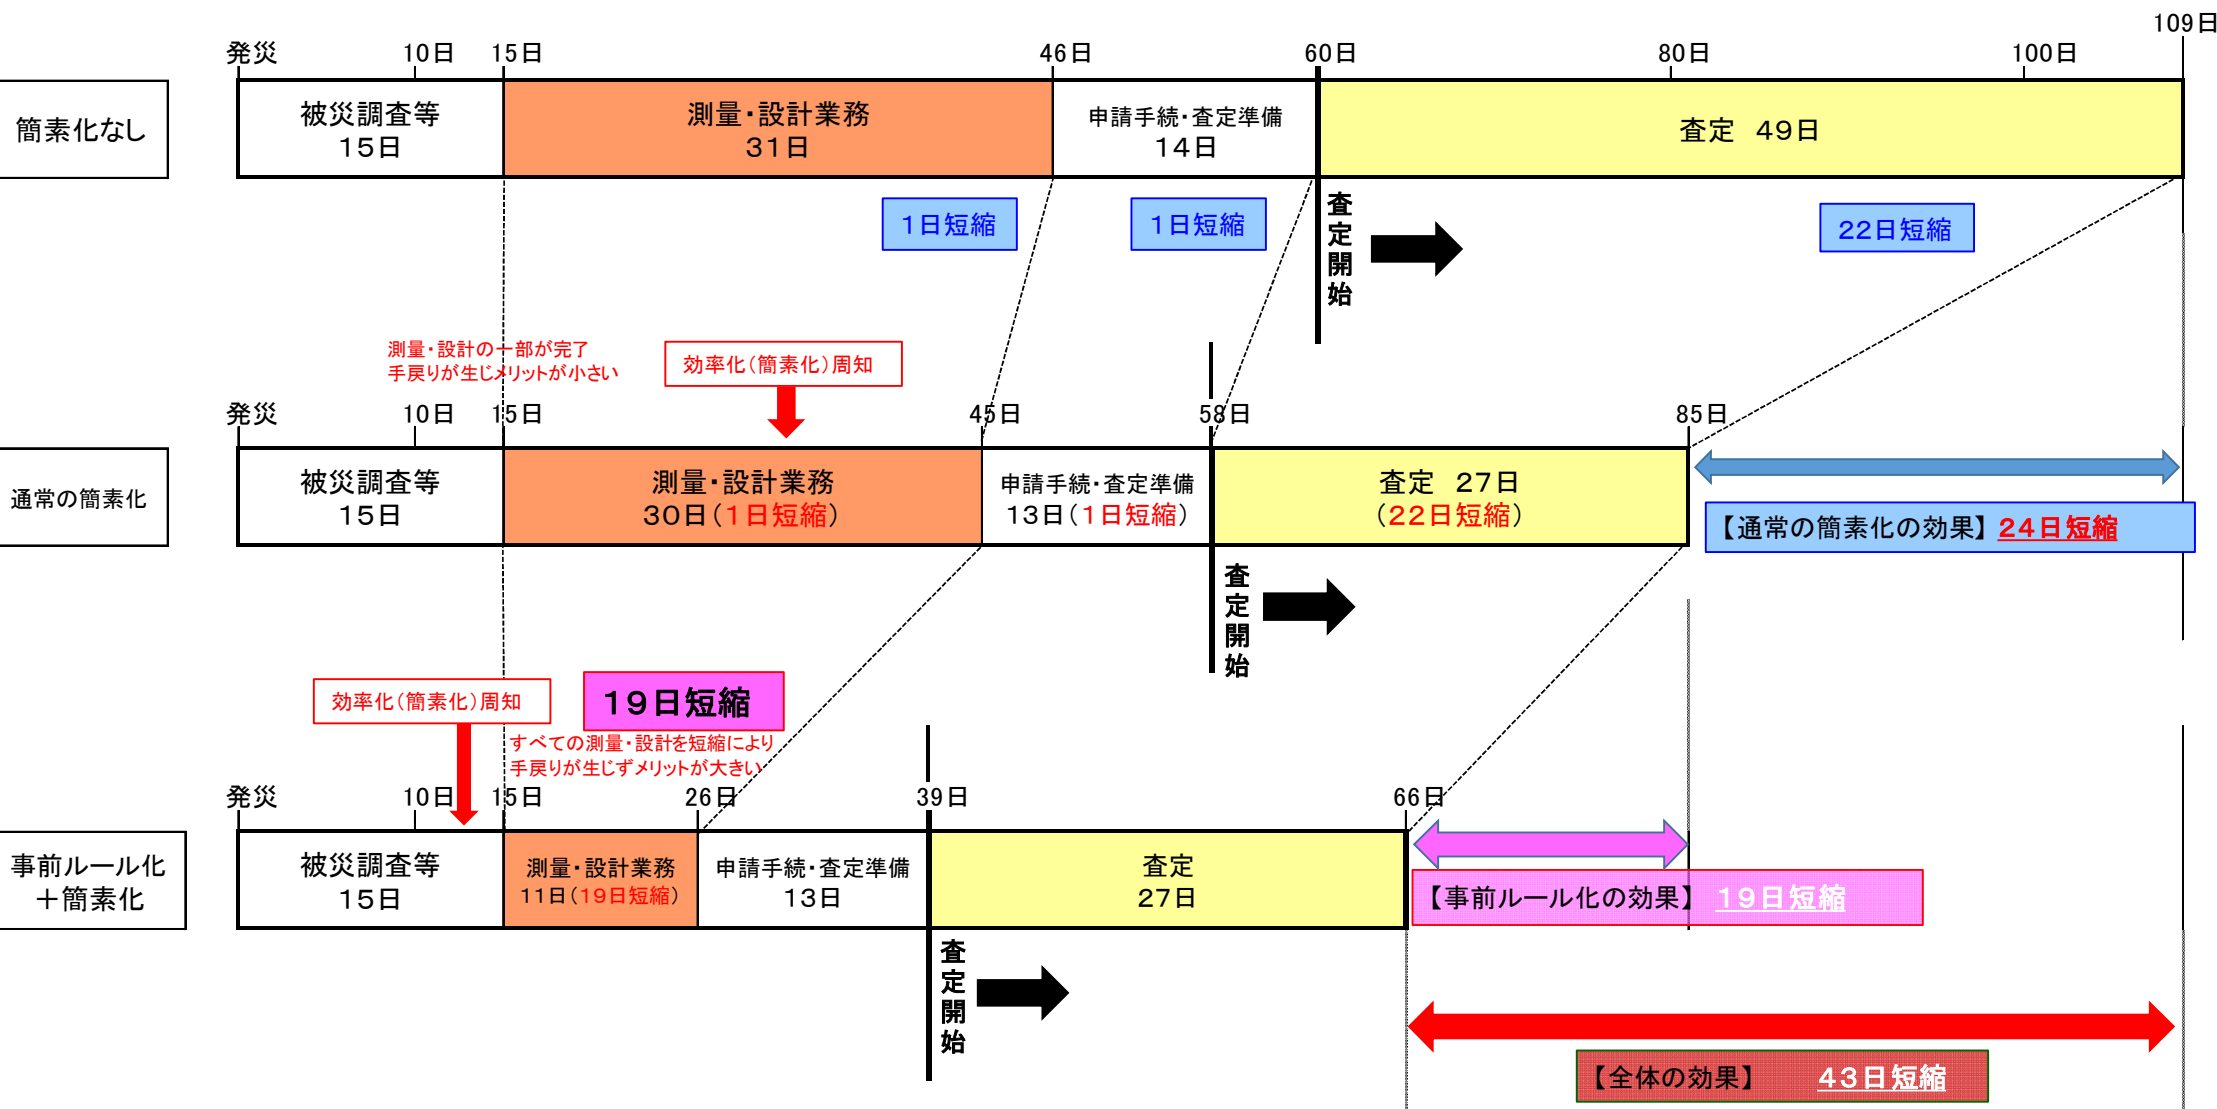 109日
発災
10日
15日
46日
60日
80日
100日
簡素化なし
被災調査等
15日
測量・設計業務
31日
申請手続・査定準備
14日
査定 49日
1日短縮
1日短縮
査定開始
22日短縮
測量・設計の一部が完了
手戻りが生じメリットが小さい
効率化(簡素化)周知
発災
10日
15日
45日
58日
85日
通常の簡素化
被災調査等
15日
測量・設計業務
30日(1日短縮)
申請手続・査定準備
13日(1日短縮)
査定 27日
(22日短縮)
【通常の簡素化の効果】 24日短縮
査定開始
効率化(簡素化)周知
19日短縮
すべての測量・設計を短縮により
手戻りが生じずメリットが大きい
発災
10日
15日
26日
39日
66日
事前ルール化
+簡素化
被災調査等
15日
測量・設計業務
11日(19日短縮)
申請手続・査定準備
13日
査定
27日
【事前ルール化の効果】 19日短縮
査定開始
【全体の効果】 43日短縮